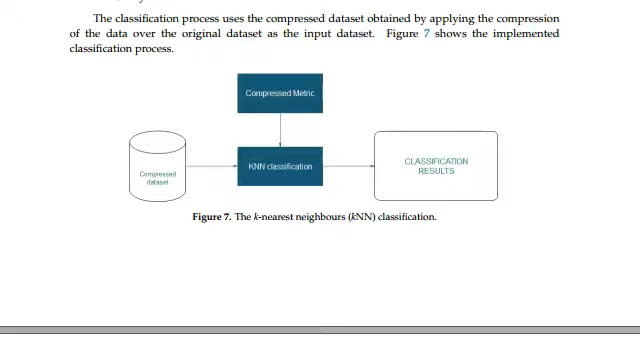 The classification process uses the compressed dataset obtained by applying the compression
of the data over the original dataset as the input dataset. Figure 7 shows the implemented
classification process.
Compressed Metric
Compressed
dataset
KNN classification
CLASSIFICATION
RESULTS
Figure 7. The k-nearest neighbours (kNN) classification.